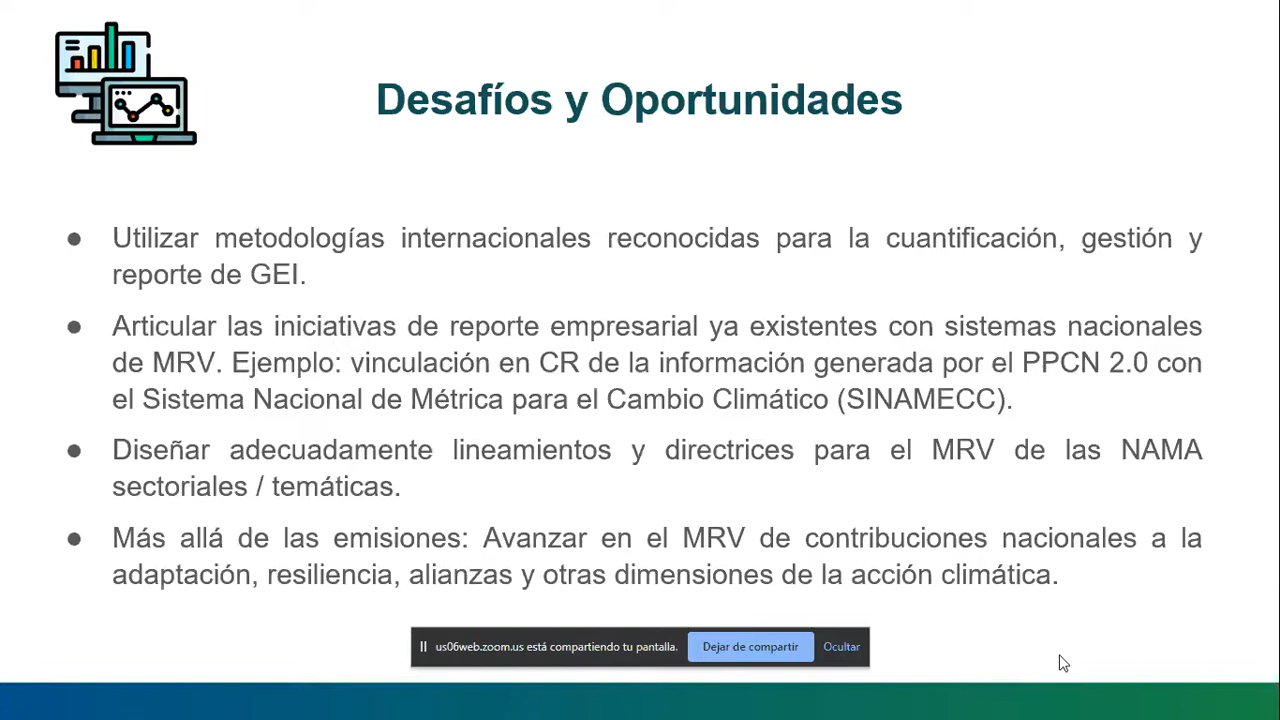 Desafíos y Oportunidades
● Utilizar metodologías internacionales reconocidas para la cuantificación, gestión y
reporte de GEI.
● Articular las iniciativas de reporte empresarial ya existentes con sistemas nacionales
de MRV. Ejemplo: vinculación en CR de la información generada por el PPCN 2.0 con
el Sistema Nacional de Métrica para el Cambio Climático (SINAMECC).
● Diseñar adecuadamente lineamientos y directrices para el MRV de las NAMA
sectoriales / temáticas.
● Más allá de las emisiones: Avanzar en el MRV de contribuciones nacionales a la
adaptación, resiliencia, alianzas y otras dimensiones de la acción climática.
us06web.zoom.us está compartiendo tu pantalla. Dejar de compartir Ocultar